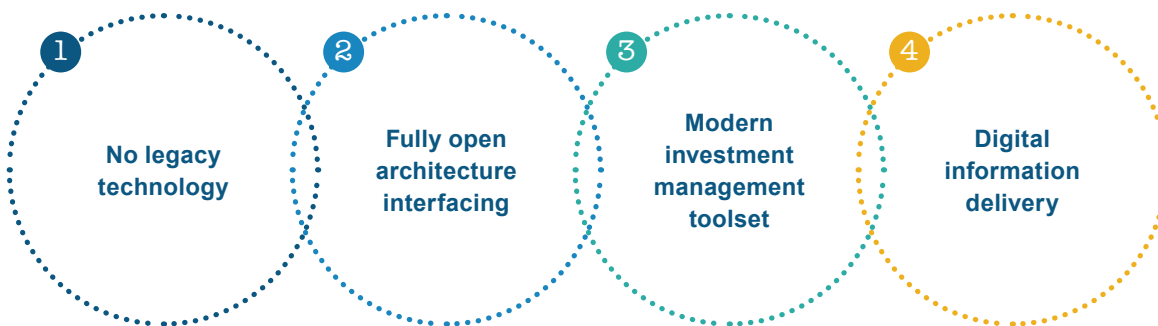 1
No legacy
technology
2
Fully open
architecture
interfacing
3
Modern
investment
management
toolset
4
Digital
information
delivery